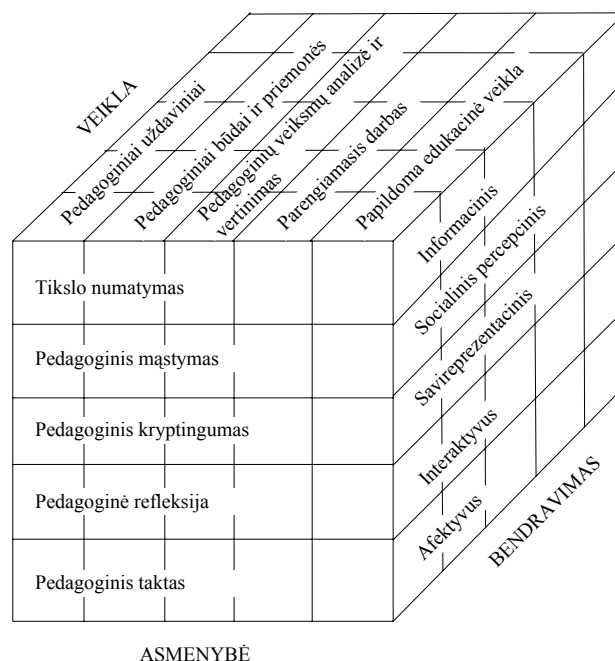 VEIKLA
Pedagoginiai uždaviniai
Pedagoginiai būdai ir priemonės
Pedagoginių veiksmų analizė ir
vertinimas
Parengiamasis darbas
Papildoma edukacinė veikla
Tikslo numatymas
Pedagoginis mąstymas
Pedagoginis kryptingumas
Pedagoginė refleksija
Pedagoginis taktas
Informacinis
Socialinis percepcinis
Savireprezentacinis
Interaktyvus
Afektyvus
BENDRAVIMAS
ASMENYBĖ